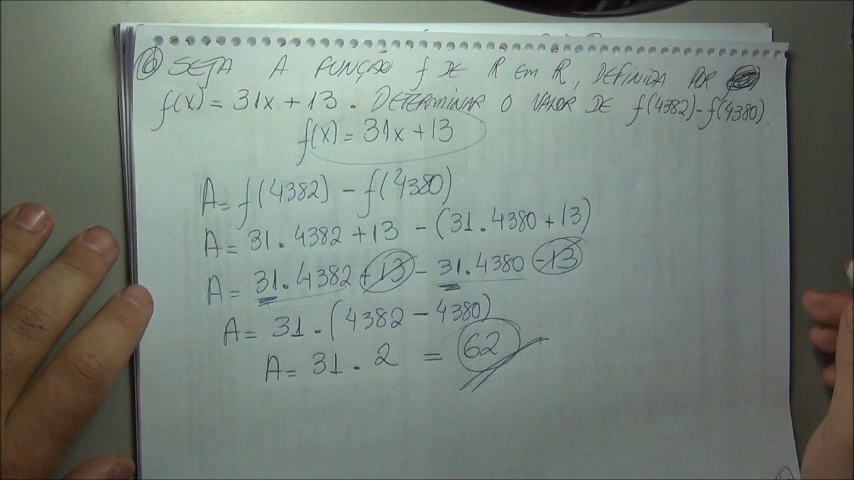 6 SEJA A FUNÇÃO f DE R EM R, DEFINIDA POR
f(x) = 31x + 13. DETERMINAR O VALOR DE f(4382) - f(4380).
f(x) = 31x + 13
A = f(4382) - f(4380)
A = 31.4382 + 13 - (31.4380 + 13)
A = 31.4382 + 13 - 31.4380 - 13
A = 31.(4382 - 4380)
A = 31.2 = 62